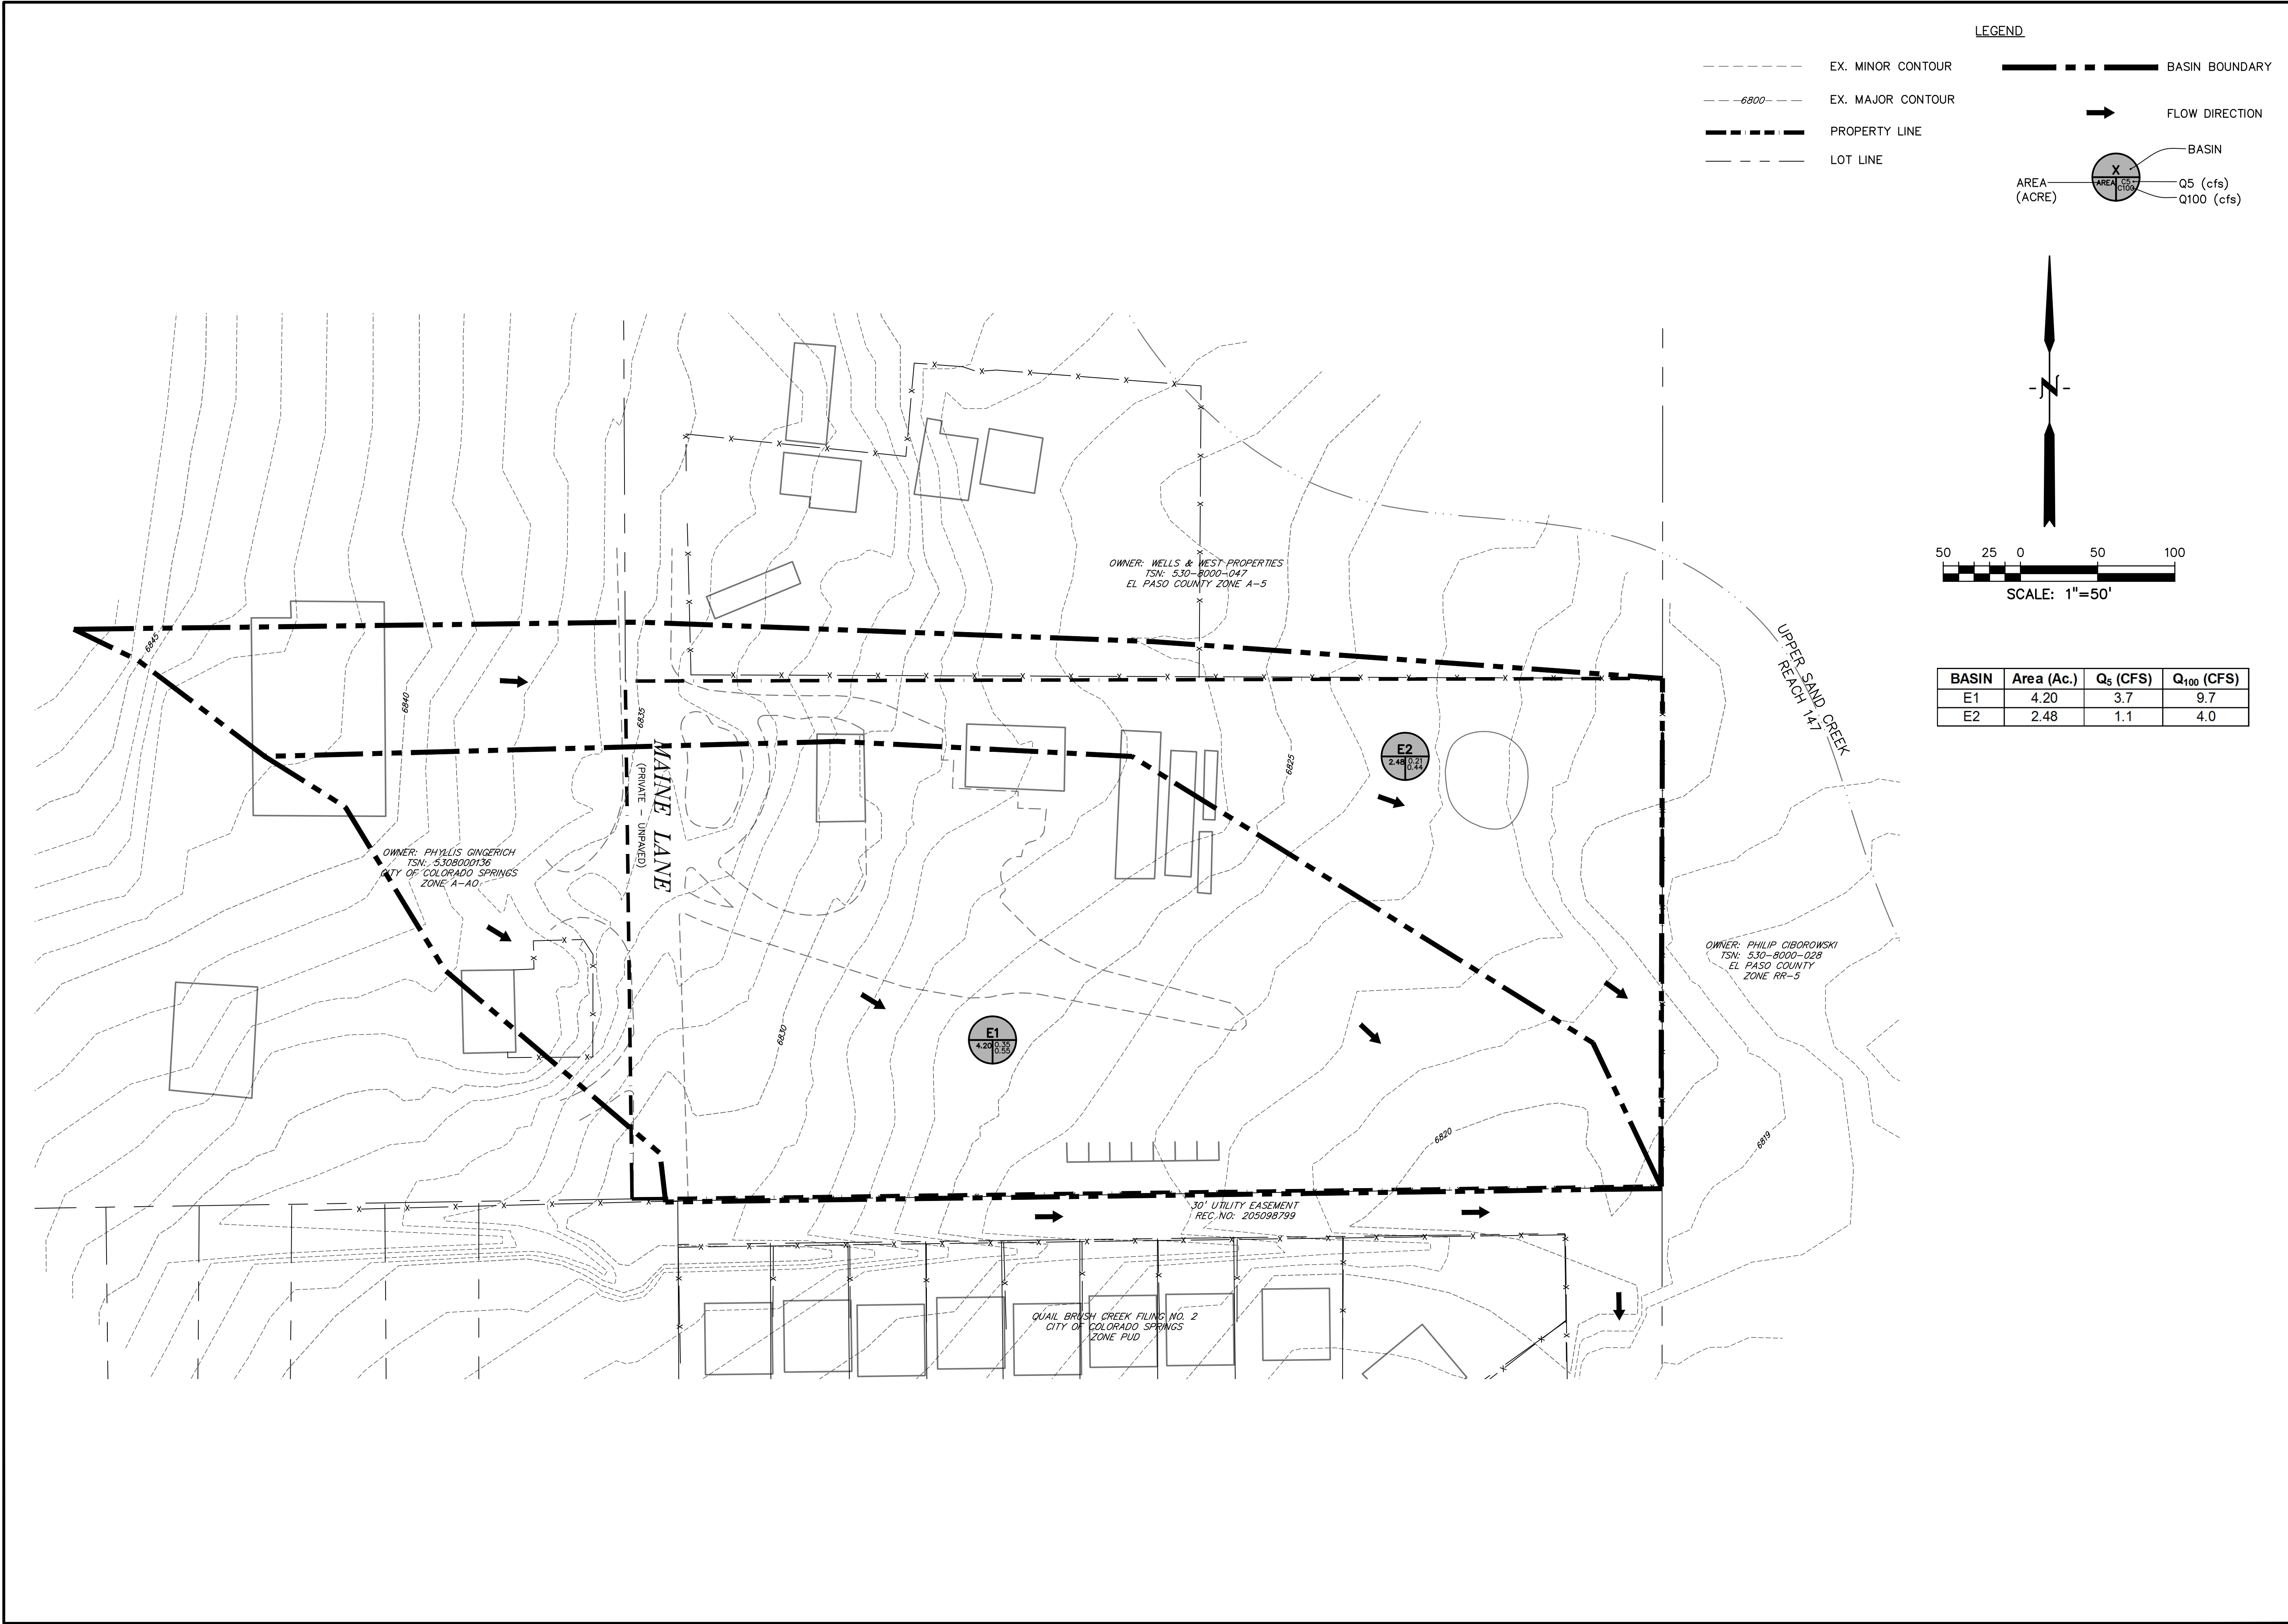 LEGEND
EX. MINOR CONTOUR
BASIN BOUNDARY
6800
EX. MAJOR CONTOUR
FLOW DIRECTION
PROPERTY LINE
LOT LINE
BASIN
X
AREA
C5
C100
AREA
(ACRE)
Q5 (cfs)
Q100 (cfs)
N
50 25 0 50 100
SCALE: 1"=50'
BASIN Area (Ac.) Q5 (CFS) Q100 (CFS)
E1 4.20 3.7 9.7
E2 2.48 1.1 4.0
OWNER: WELLS & WEST PROPERTIES
TSN: 530-8000-047
EL PASO COUNTY ZONE A-5
UPPER SAND CREEK
REACH 147
6845
6840
6835
MAINE LANE
(PRIVATE - UNPAVED)
6825
E2
2.48 0.21
0.44
OWNER: PHYLLIS GINGERICH
TSN: 5308000136
CITY OF COLORADO SPRINGS
ZONE A-AO
OWNER: PHILIP CIBOROWSKI
TSN: 530-8000-028
EL PASO COUNTY
ZONE RR-5
6830
E1
4.20 0.35
0.55
6820
6819
30' UTILITY EASEMENT
REC NO: 205098799
QUAIL BRUSH CREEK FILING NO. 2
CITY OF COLORADO SPRINGS
ZONE PUD